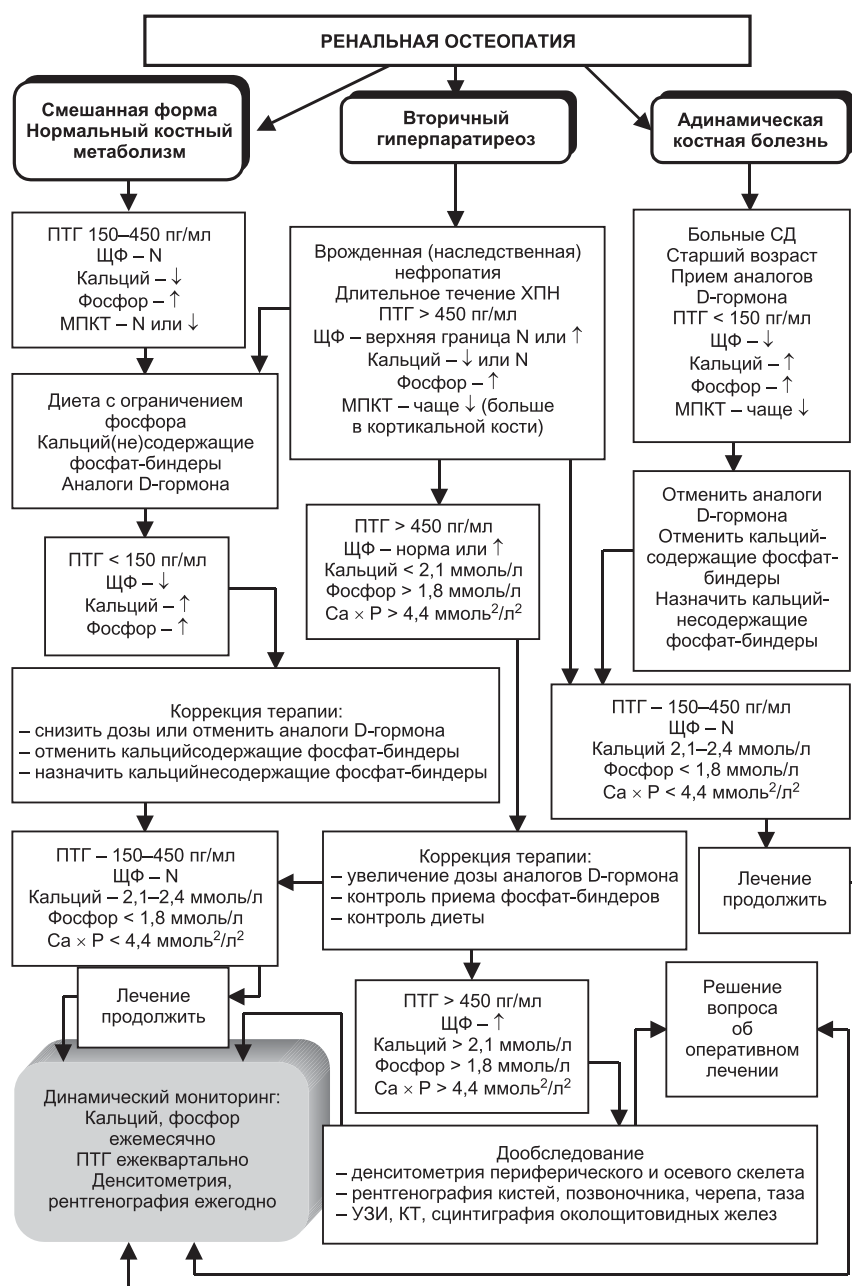 РЕНАЛЬНАЯ ОСТЕОПАТИЯ
Смешанная форма
Нормальный костный
метаболизм
Вторичный
гиперпаратиреоз
Адинамическая
костная болезнь
ПТГ 150–450 пг/мл
ЩФ – N
Кальций – ↓
Фосфор – ↑
МПКТ – N или ↓
Врожденная (наследственная)
нефропатия
Длительное течение ХПН
ПТГ > 450 пг/мл
ЩФ – верхняя граница N или ↑
Кальций – ↓ или N
Фосфор – ↑
МПКТ – чаще ↓ (больше
в кортикальной кости)
Больные СД
Старший возраст
Прием аналогов
D-гормона
ПТГ < 150 пг/мл
ЩФ – ↓
Кальций – ↑
Фосфор – ↑
МПКТ – чаще ↓
Диета с ограничением
фосфора
Кальций(не)содержащие
фосфат-биндеры
Аналоги D-гормона
ПТГ < 150 пг/мл
ЩФ – ↓
Кальций – ↑
Фосфор – ↑
ПТГ > 450 пг/мл
ЩФ – норма или ↑
Кальций < 2,1 ммоль/л
Фосфор > 1,8 ммоль/л
Ca × P > 4,4 ммоль²/л²
Отменить аналоги
D-гормона
Отменить кальций-
содержащие фосфат-
биндеры
Назначить кальций-
несодержащие
фосфат-биндеры
Коррекция терапии:
– снизить дозы или отменить аналоги D-гормона
– отменить кальцийсодержащие фосфат-биндеры
– назначить кальцийнесодержащие фосфат-биндеры
ПТГ – 150–450 пг/мл
ЩФ – N
Кальций 2,1–2,4 ммоль/л
Фосфор < 1,8 ммоль/л
Ca × P < 4,4 ммоль²/л²
ПТГ – 150–450 пг/мл
ЩФ – N
Кальций – 2,1–2,4 ммоль/л
Фосфор < 1,8 ммоль/л
Ca × P < 4,4 ммоль²/л²
Коррекция терапии:
– увеличение дозы аналогов D-гормона
– контроль приема фосфат-биндеров
– контроль диеты
Лечение
продолжить
Лечение
продолжить
ПТГ > 450 пг/мл
ЩФ – ↑
Кальций > 2,1 ммоль/л
Фосфор > 1,8 ммоль/л
Ca × P > 4,4 ммоль²/л²
Решение
вопроса
об
оперативном
лечении
Динамический мониторинг:
Кальций, фосфор
ежемесячно
ПТГ ежеквартально
Денситометрия,
рентгенография ежегодно
Дообследование
– денситометрия периферического и осевого скелета
– рентгенография кистей, позвоночника, черепа, таза
– УЗИ, КТ, сцинтиграфия околощитовидных желез